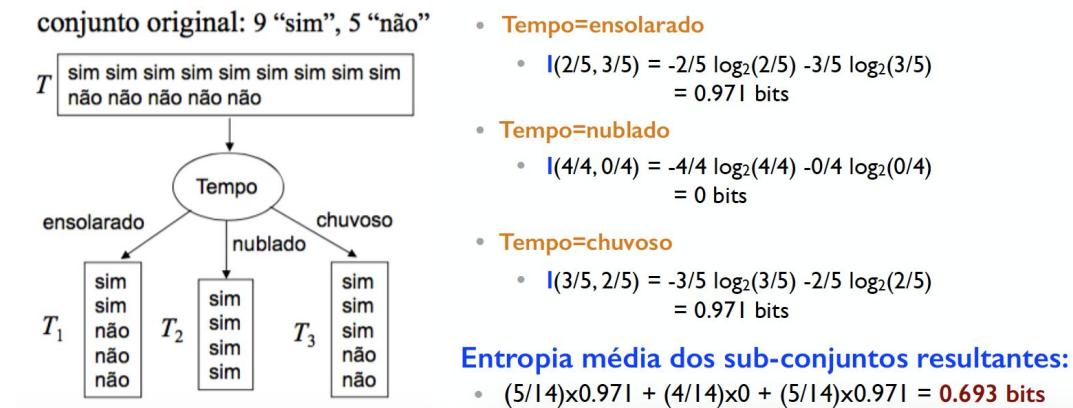 conjunto original: 9 “sim”, 5 “não”
T
sim sim sim sim sim sim sim sim sim
não não não não não
Tempo
ensolarado
nublado
chuvoso
T₁
sim
sim
não
não
não
T₂
sim
sim
sim
sim
T₃
sim
sim
sim
não
não
• Tempo=ensolarado
• I(2/5, 3/5) = -2/5 log₂(2/5) -3/5 log₂(3/5)
= 0.971 bits
• Tempo=nublado
• I(4/4, 0/4) = -4/4 log₂(4/4) -0/4 log₂(0/4)
= 0 bits
• Tempo=chuvoso
• I(3/5, 2/5) = -3/5 log₂(3/5) -2/5 log₂(2/5)
= 0.971 bits
Entropia média dos sub-conjuntos resultantes:
• (5/14)x0.971 + (4/14)x0 + (5/14)x0.971 = 0.693 bits